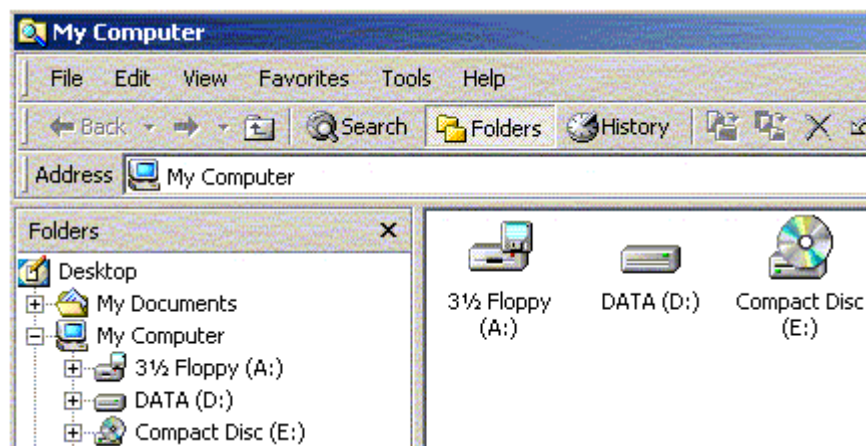 My Computer
File Edit View Favorites Tools Help
Back Search Folders History
Address My Computer
Folders
Desktop
My Documents
My Computer
3½ Floppy (A:)
DATA (D:)
Compact Disc (E:)
3½ Floppy
(A:)
DATA (D:)
Compact Disc
(E:)